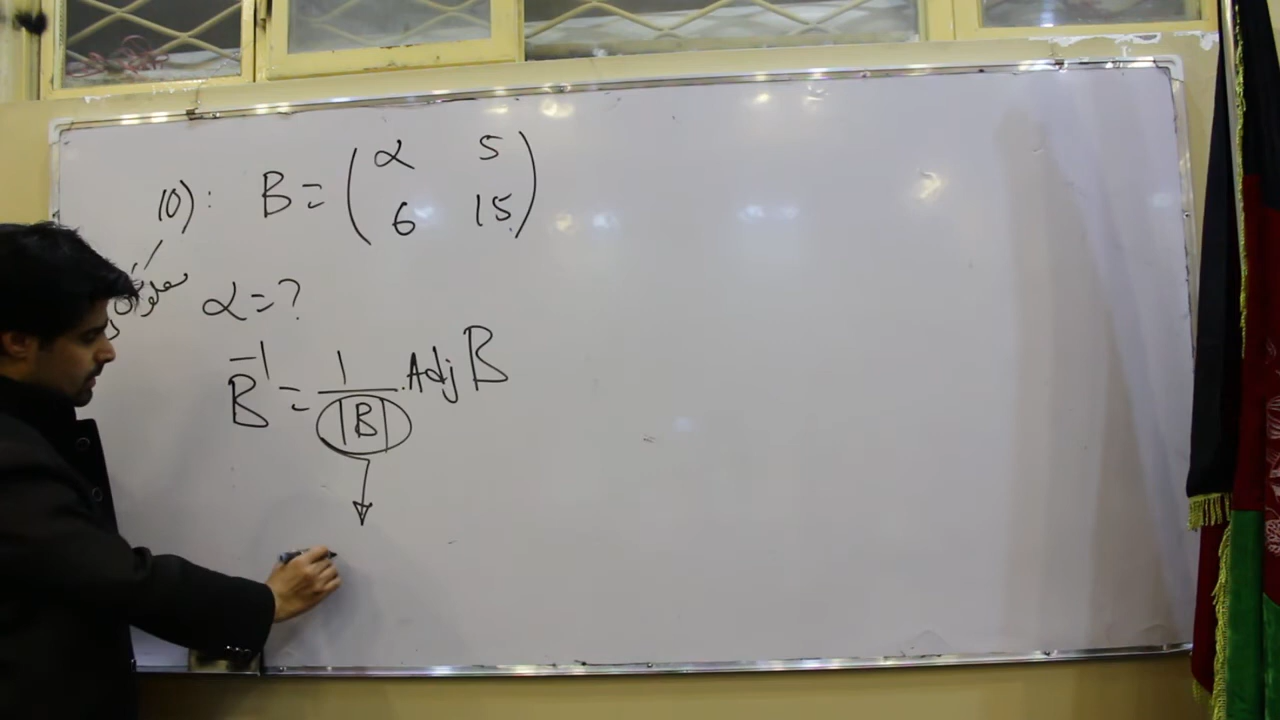 10): B = ( α 5
6 15 )
α = ?
B⁻¹ = 1/|B| . Adj B